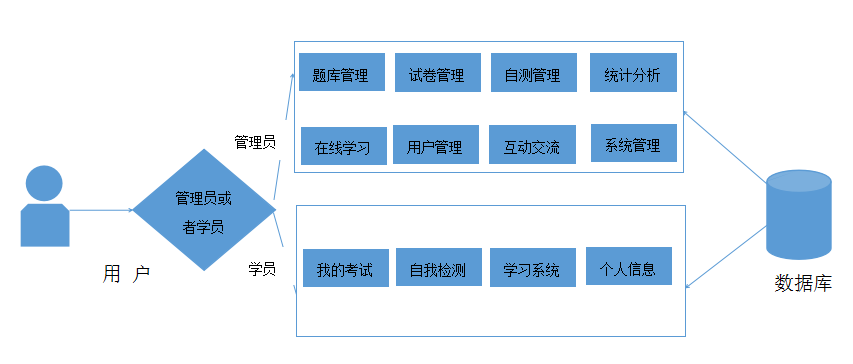 题库管理
试卷管理
自测管理
统计分析
管理员
在线学习
用户管理
互动交流
系统管理
管理员或
者学员
用 户
学员
我的考试
自我检测
学习系统
个人信息
数据库